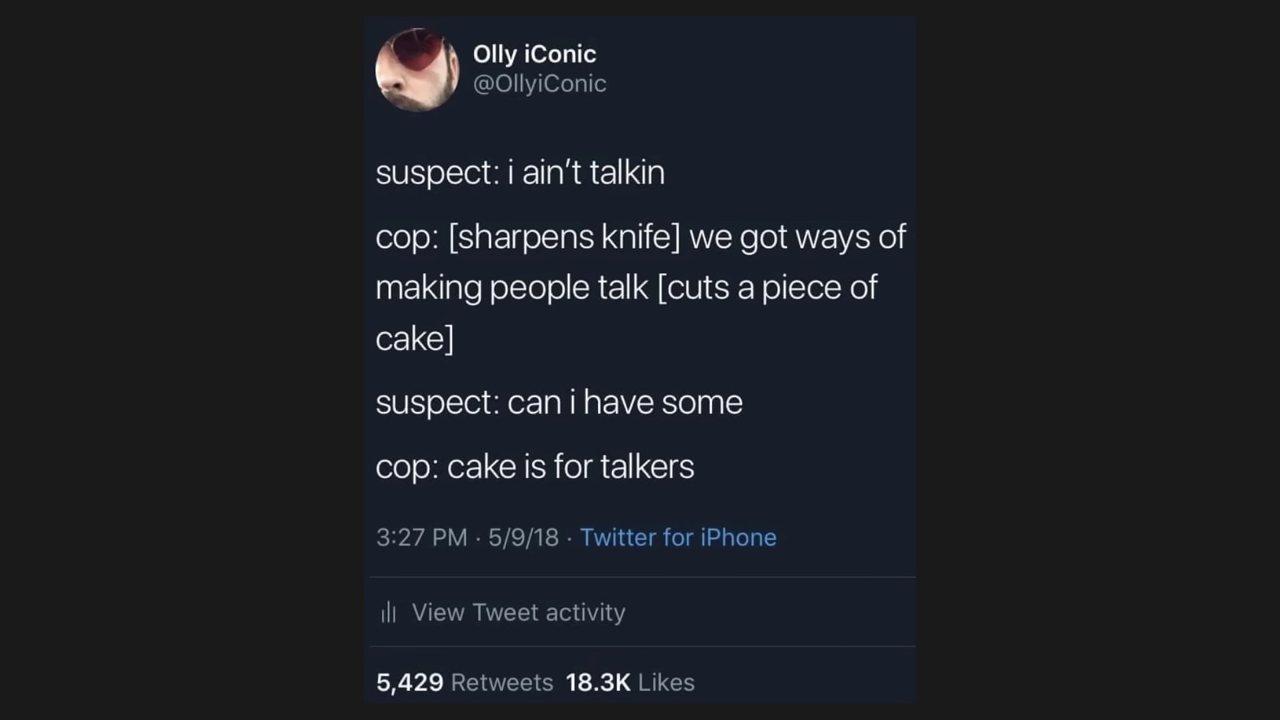 Olly iConic
@OllyiConic
suspect: i ain’t talkin
cop: [sharpens knife] we got ways of
making people talk [cuts a piece of
cake]
suspect: can i have some
cop: cake is for talkers
3:27 PM · 5/9/18 · Twitter for iPhone
View Tweet activity
5,429 Retweets 18.3K Likes